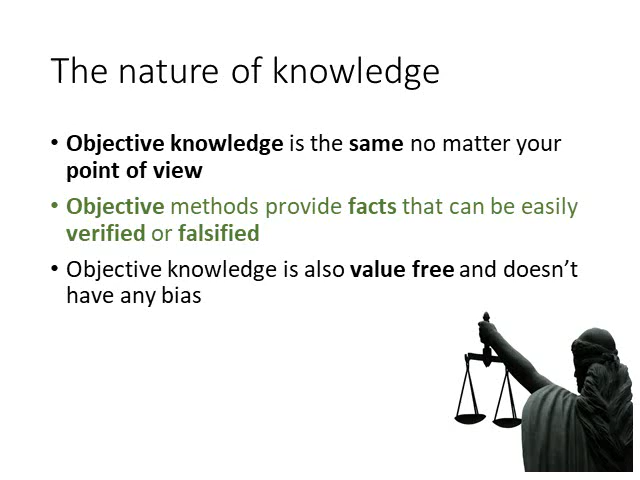 The nature of knowledge
• Objective knowledge is the same no matter your
point of view
• Objective methods provide facts that can be easily
verified or falsified
• Objective knowledge is also value free and doesn’t
have any bias